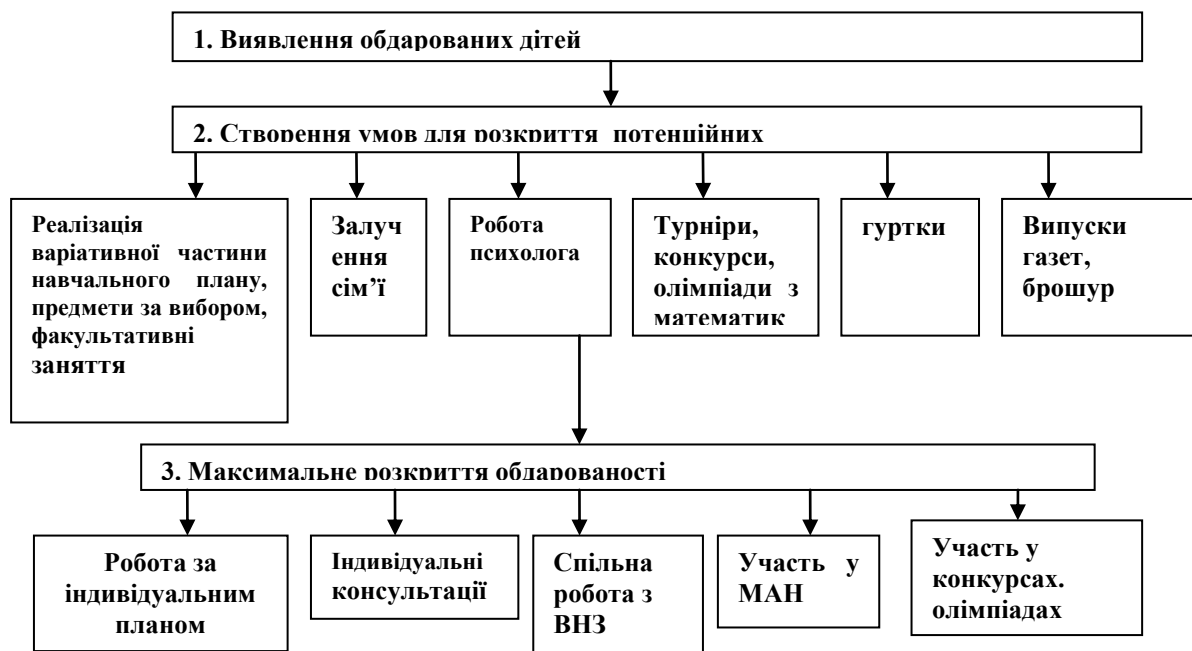 1. Виявлення обдарованих дітей
2. Створення умов для розкриття потенційних
Реалізація
варіативної частини
навчального плану,
предмети за вибором,
факультативні
заняття
Залуч
ення
сім’ї
Робота
психолога
Турніри,
конкурси,
олімпіади з
математик
гуртки
Випуски
газет,
брошур
3. Максимальне розкриття обдарованості
Робота за
індивідуальним
планом
Індивідуальні
консультації
Спільна
робота з
ВНЗ
Участь у
МАН
Участь у
конкурсах.
олімпіадах